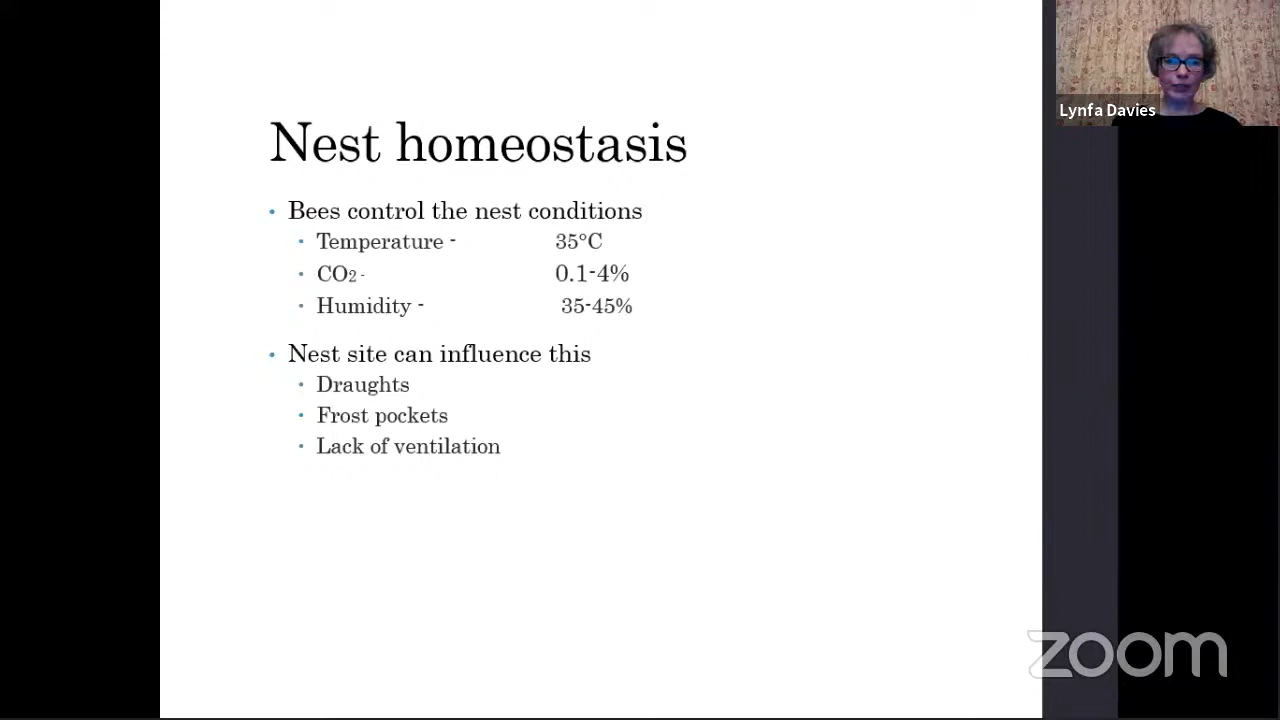 Nest homeostasis
• Bees control the nest conditions
• Temperature - 35°C
• CO2 - 0.1-4%
• Humidity - 35-45%
• Nest site can influence this
• Draughts
• Frost pockets
• Lack of ventilation
Lynfa Davies
zoom